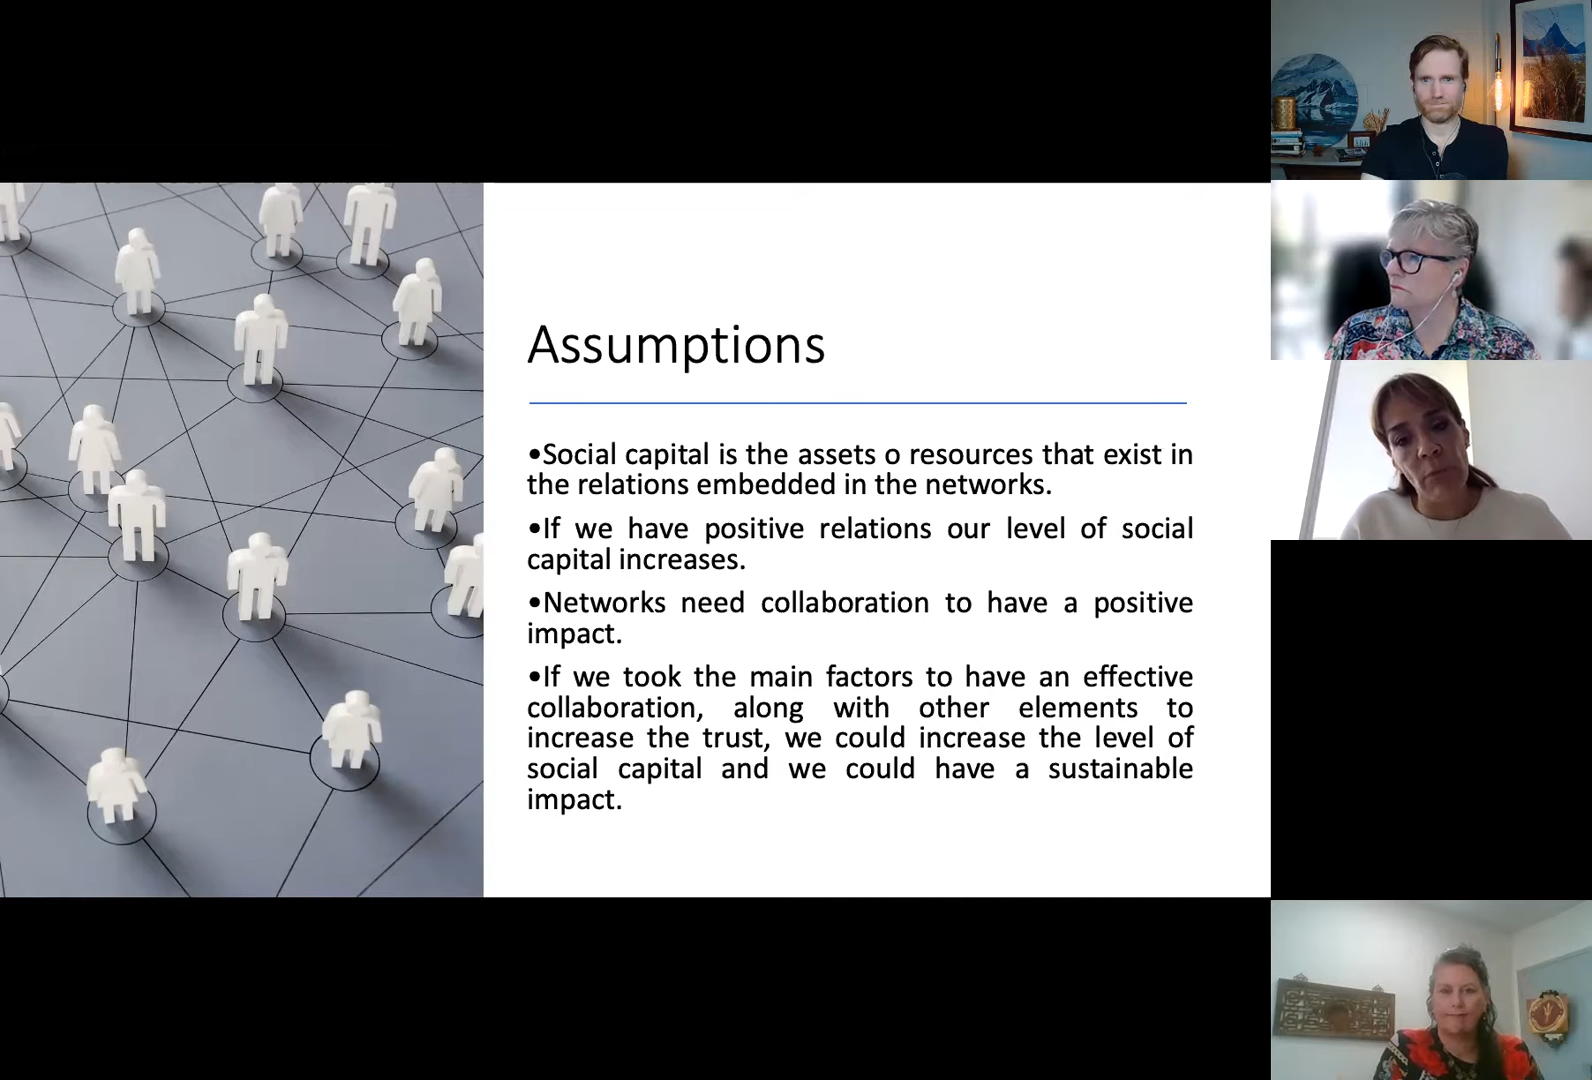 Assumptions
•Social capital is the assets o resources that exist in
the relations embedded in the networks.
•If we have positive relations our level of social
capital increases.
•Networks need collaboration to have a positive
impact.
•If we took the main factors to have an effective
collaboration, along with other elements to
increase the trust, we could increase the level of
social capital and we could have a sustainable
impact.